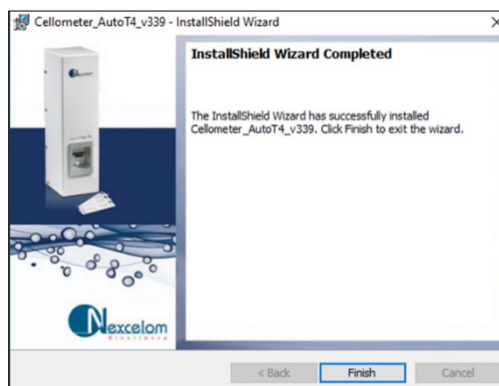 Cellometer_AutoT4_v339 - InstallShield Wizard
InstallShield Wizard Completed
The InstallShield Wizard has successfully installed
Cellometer_AutoT4_v339. Click Finish to exit the wizard.
Nexcelom
Bioscience
< Back
Finish
Cancel